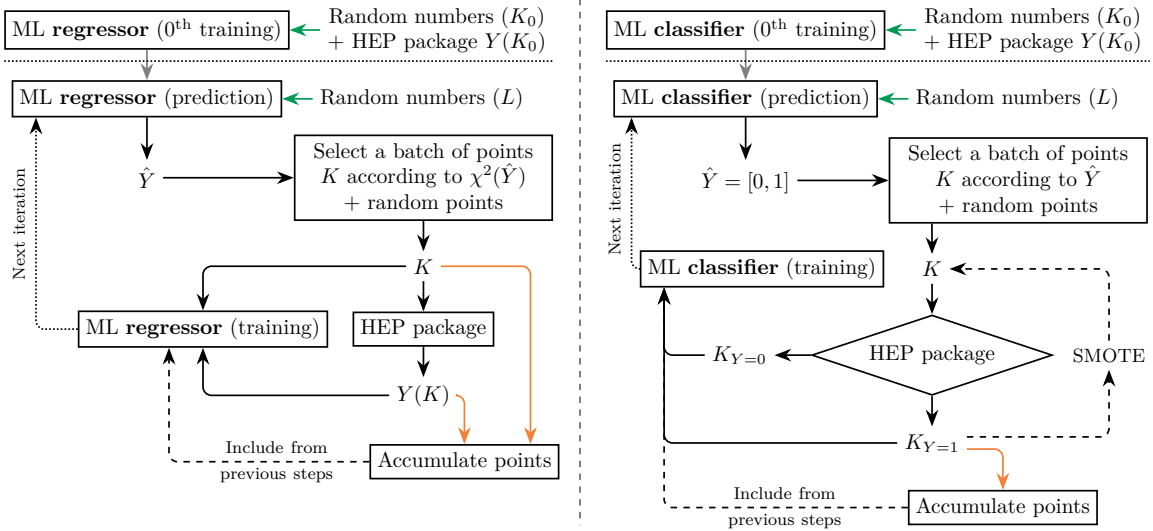 ML regressor (0th training)
Random numbers (K₀)
+ HEP package Y(K₀)
ML regressor (prediction)
Random numbers (L)
Ŷ
Select a batch of points
K according to χ²(Ŷ)
+ random points
Next iteration
K
ML regressor (training)
HEP package
Y(K)
Include from
previous steps
Accumulate points
ML classifier (0th training)
Random numbers (K₀)
+ HEP package Y(K₀)
ML classifier (prediction)
Random numbers (L)
Ŷ = [0, 1]
Select a batch of points
K according to Ŷ
+ random points
Next iteration
ML classifier (training)
K
K_{Y=0}
HEP package
SMOTE
K_{Y=1}
Include from
previous steps
Accumulate points